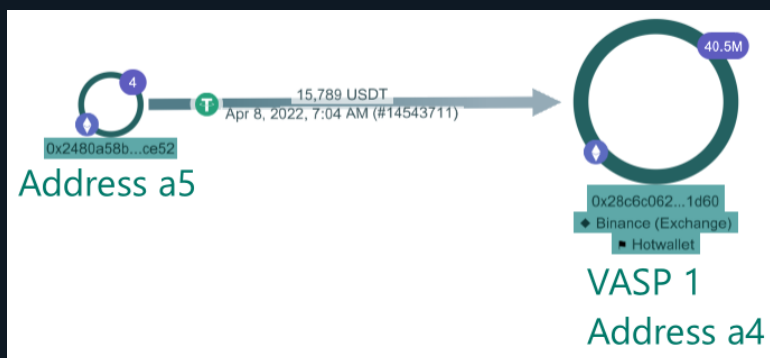 4
15,789 USDT
Apr 8, 2022, 7:04 AM (#14543711)
0x2480a58b...ce52
Address a5
40.5M
0x28c6c062...1d60
◆ Binance (Exchange)
⚑ Hotwallet
VASP 1
Address a4